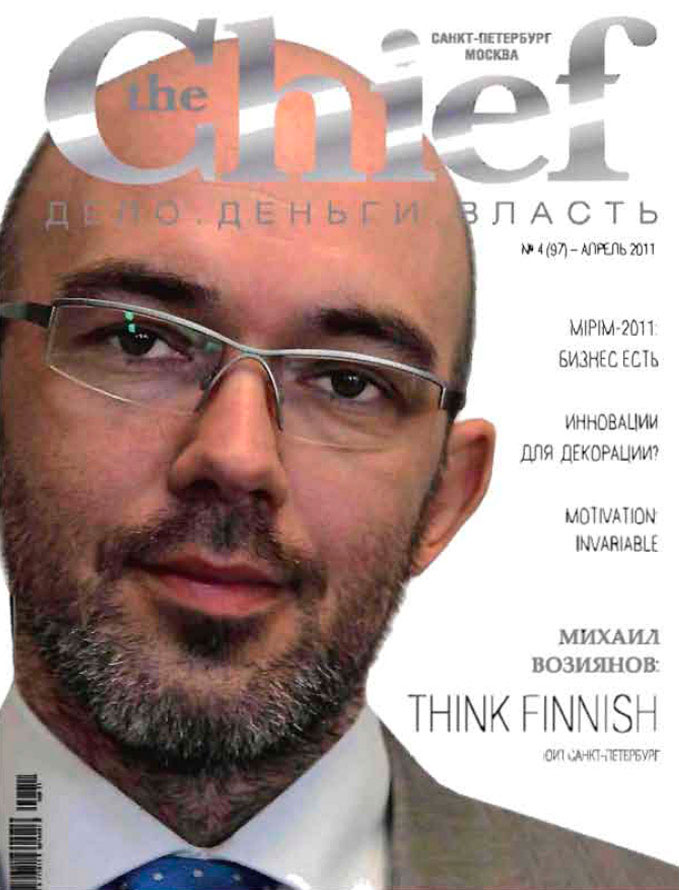 the Chief
САНКТ-ПЕТЕРБУРГ
МОСКВА
ДЕЛО.ДЕНЬГИ.ВЛАСТЬ
№ 4 (97) – АПРЕЛЬ 2011
MIPIM-2011:
БИЗНЕС ЕСТЬ
ИННОВАЦИИ
ДЛЯ ДЕКОРАЦИИ?
MOTIVATION:
INVARIABLE
МИХАИЛ
ВОЗИЯНОВ:
THINK FINNISH
ЮИТ САНКТ-ПЕТЕРБУРГ